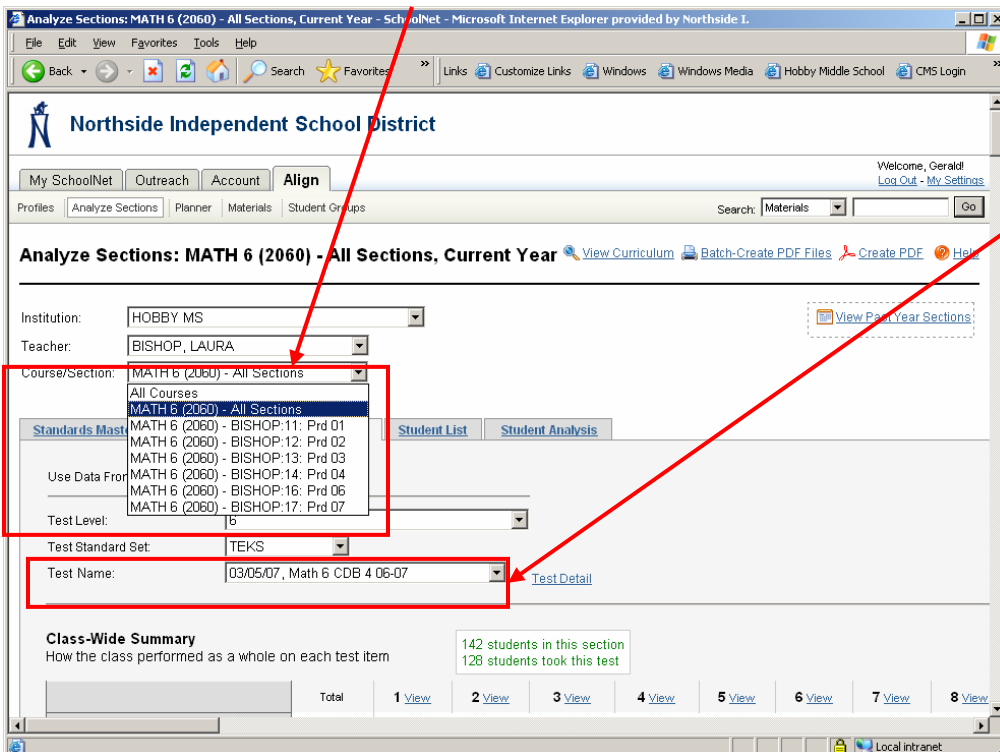 Analyze Sections: MATH 6 (2060) - All Sections, Current Year - SchoolNet - Microsoft Internet Explorer provided by Northside I.
File Edit View Favorites Tools Help
Back Search Favorites » Links Customize Links Windows Windows Media Hobby Middle School CMS Login »
N Northside Independent School District
Welcome, Gerald!
My SchoolNet Outreach Account Align Log Out - My Settings
Profiles Analyze Sections Planner Materials Student Groups Search: Materials Go
Analyze Sections: MATH 6 (2060) - All Sections, Current Year View Curriculum Batch-Create PDF Files Create PDF Help
Institution: HOBBY MS View Past Year Sections
Teacher: BISHOP, LAURA
Course/Section: MATH 6 (2060) - All Sections
All Courses
MATH 6 (2060) - All Sections
MATH 6 (2060) - BISHOP:11: Prd 01
Standards Mast Student List Student Analysis
MATH 6 (2060) - BISHOP:12: Prd 02
MATH 6 (2060) - BISHOP:13: Prd 03
Use Data From MATH 6 (2060) - BISHOP:14: Prd 04
MATH 6 (2060) - BISHOP:16: Prd 06
MATH 6 (2060) - BISHOP:17: Prd 07
Test Level: 6
Test Standard Set: TEKS
Test Name: 03/05/07, Math 6 CDB 4 06-07 Test Detail
Class-Wide Summary
How the class performed as a whole on each test item
142 students in this section
128 students took this test
Total 1 View 2 View 3 View 4 View 5 View 6 View 7 View 8 View
Local intranet